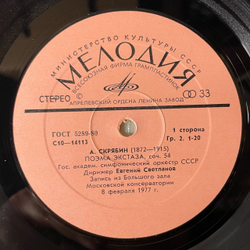 МИНИСТЕРСТВО КУЛЬТУРЫ СССР
МЕЛОДИЯ
ВСЕСОЮЗНАЯ ФИРМА ГРАМПЛАСТИНОК
СТЕРЕО
33
АПРЕЛЕВСКИЙ ОРДЕНА ЛЕНИНА ЗАВОД
ГОСТ 5289-80
1 сторона
С10—14113
Гр. 2. 1-20
А. СКРЯБИН (1872—1915)
ПОЭМА ЭКСТАЗА, соч. 54
Гос. академ. симфонический оркестр СССР
Дирижер Евгений Светланов
Запись из Большого зала
Московской консерватории
8 февраля 1977 г.